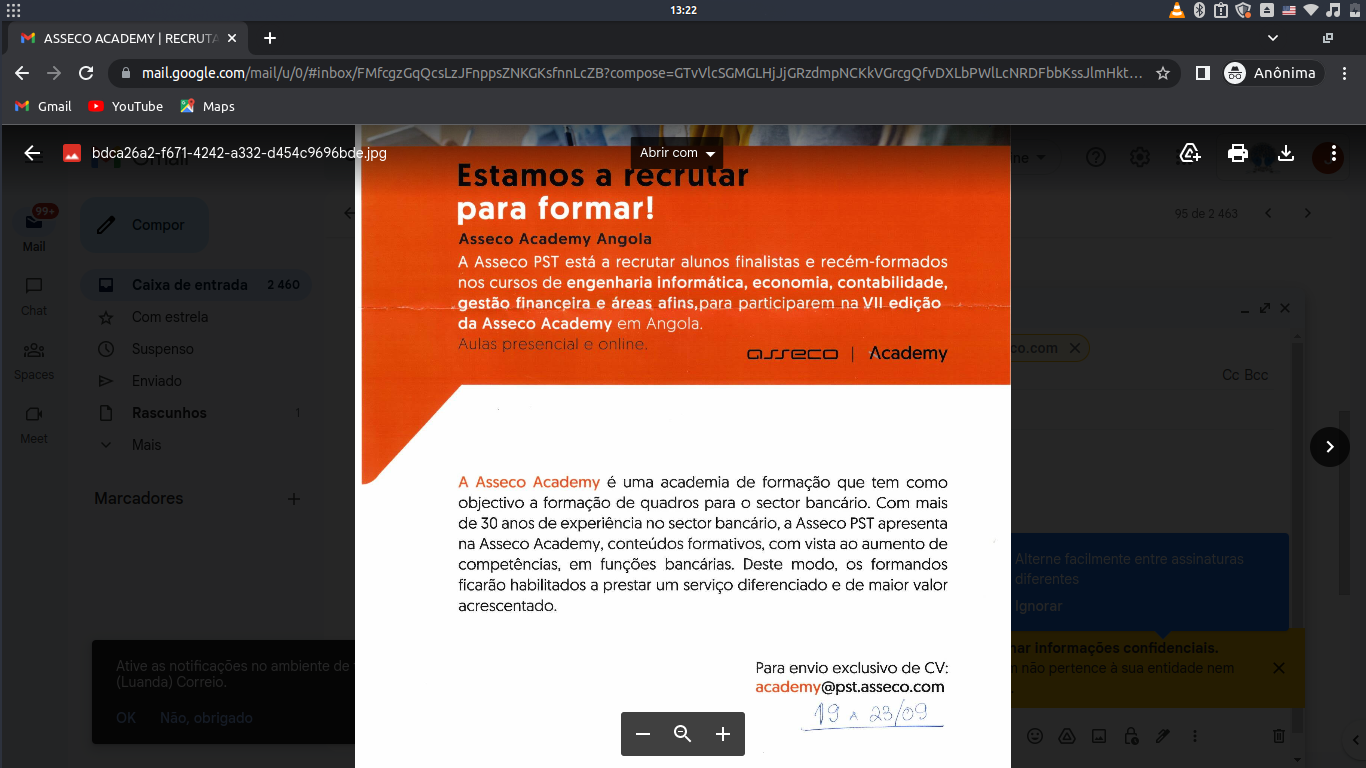 13:22
ASSECO ACADEMY | RECRUTA
mail.google.com/mail/u/0/#inbox/FMfcgzGqQcsLzJFnppsZNKGKsfnnLcZB?compose=GTvVlcSGMGLHjJjGRzdmpNCKkVGrcgQfvDXLbPWlLcNRDFbbKssJlmHkt...
Anônima
Gmail
YouTube
Maps
bdca26a2-f671-4242-a332-d454c9696bde.jpg
Abrir com
99+
Mail
Chat
Spaces
Meet
Compor
Caixa de entrada 2 460
Com estrela
Suspenso
Enviado
Rascunhos 1
Mais
Marcadores
95 de 2 463
Estamos a recrutar
para formar!
Asseco Academy Angola
A Asseco PST está a recrutar alunos finalistas e recém-formados
nos cursos de engenharia informática, economia, contabilidade,
gestão financeira e áreas afins,para participarem na VII edição
da Asseco Academy em Angola.
Aulas presencial e online.
asseco | Academy
A Asseco Academy é uma academia de formação que tem como
objectivo a formação de quadros para o sector bancário. Com mais
de 30 anos de experiência no sector bancário, a Asseco PST apresenta
na Asseco Academy, conteúdos formativos, com vista ao aumento de
competências, em funções bancárias. Deste modo, os formandos
ficarão habilitados a prestar um serviço diferenciado e de maior valor
acrescentado.
Para envio exclusivo de CV:
academy@pst.asseco.com
19 a 23/09
co.com
Cc Bcc
Alterne facilmente entre assinaturas
diferentes
Ignorar
nar informações confidenciais.
não pertence à sua entidade nem
Ative as notificações no ambiente de
(Luanda) Correio.
OK Não, obrigado